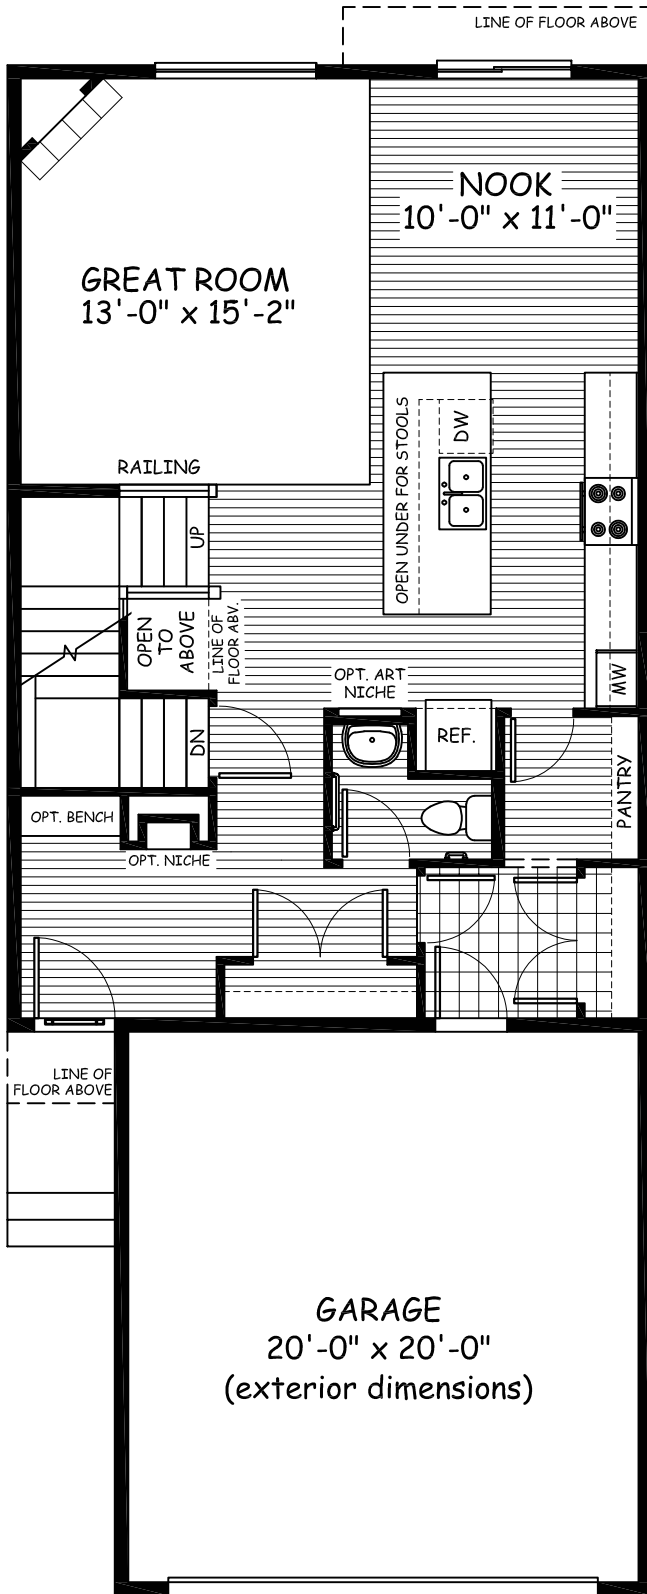 LINE OF FLOOR ABOVE
NOOK
10'-0" x 11'-0"
GREAT ROOM
13'-0" x 15'-2"
OPEN UNDER FOR STOOLS
DW
RAILING
UP
OPEN
TO
ABOVE
LINE OF
FLOOR ABV.
OPT. ART
NICHE
MW
DN
REF.
PANTRY
OPT. BENCH
OPT. NICHE
LINE OF
FLOOR ABOVE
GARAGE
20'-0" x 20'-0"
(exterior dimensions)